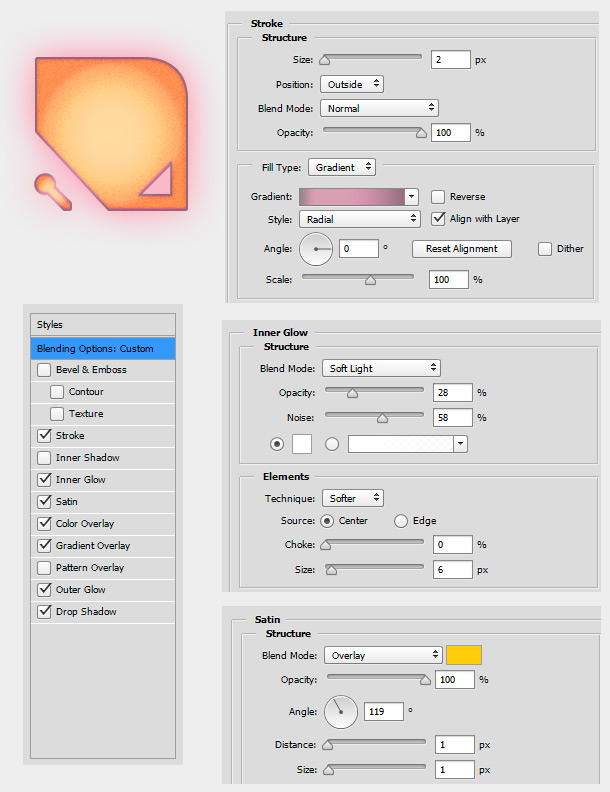 Stroke
Structure
Size: 2 px
Position: Outside
Blend Mode: Normal
Opacity: 100 %
Fill Type: Gradient
Gradient: Reverse
Style: Radial Align with Layer
Angle: 0 ° Reset Alignment Dither
Scale: 100 %
Styles
Blending Options: Custom
Bevel & Emboss
Contour
Texture
Stroke
Inner Shadow
Inner Glow
Satin
Color Overlay
Gradient Overlay
Pattern Overlay
Outer Glow
Drop Shadow
Inner Glow
Structure
Blend Mode: Soft Light
Opacity: 28 %
Noise: 58 %
Elements
Technique: Softer
Source: Center Edge
Choke: 0 %
Size: 6 px
Satin
Structure
Blend Mode: Overlay
Opacity: 100 %
Angle: 119 °
Distance: 1 px
Size: 1 px